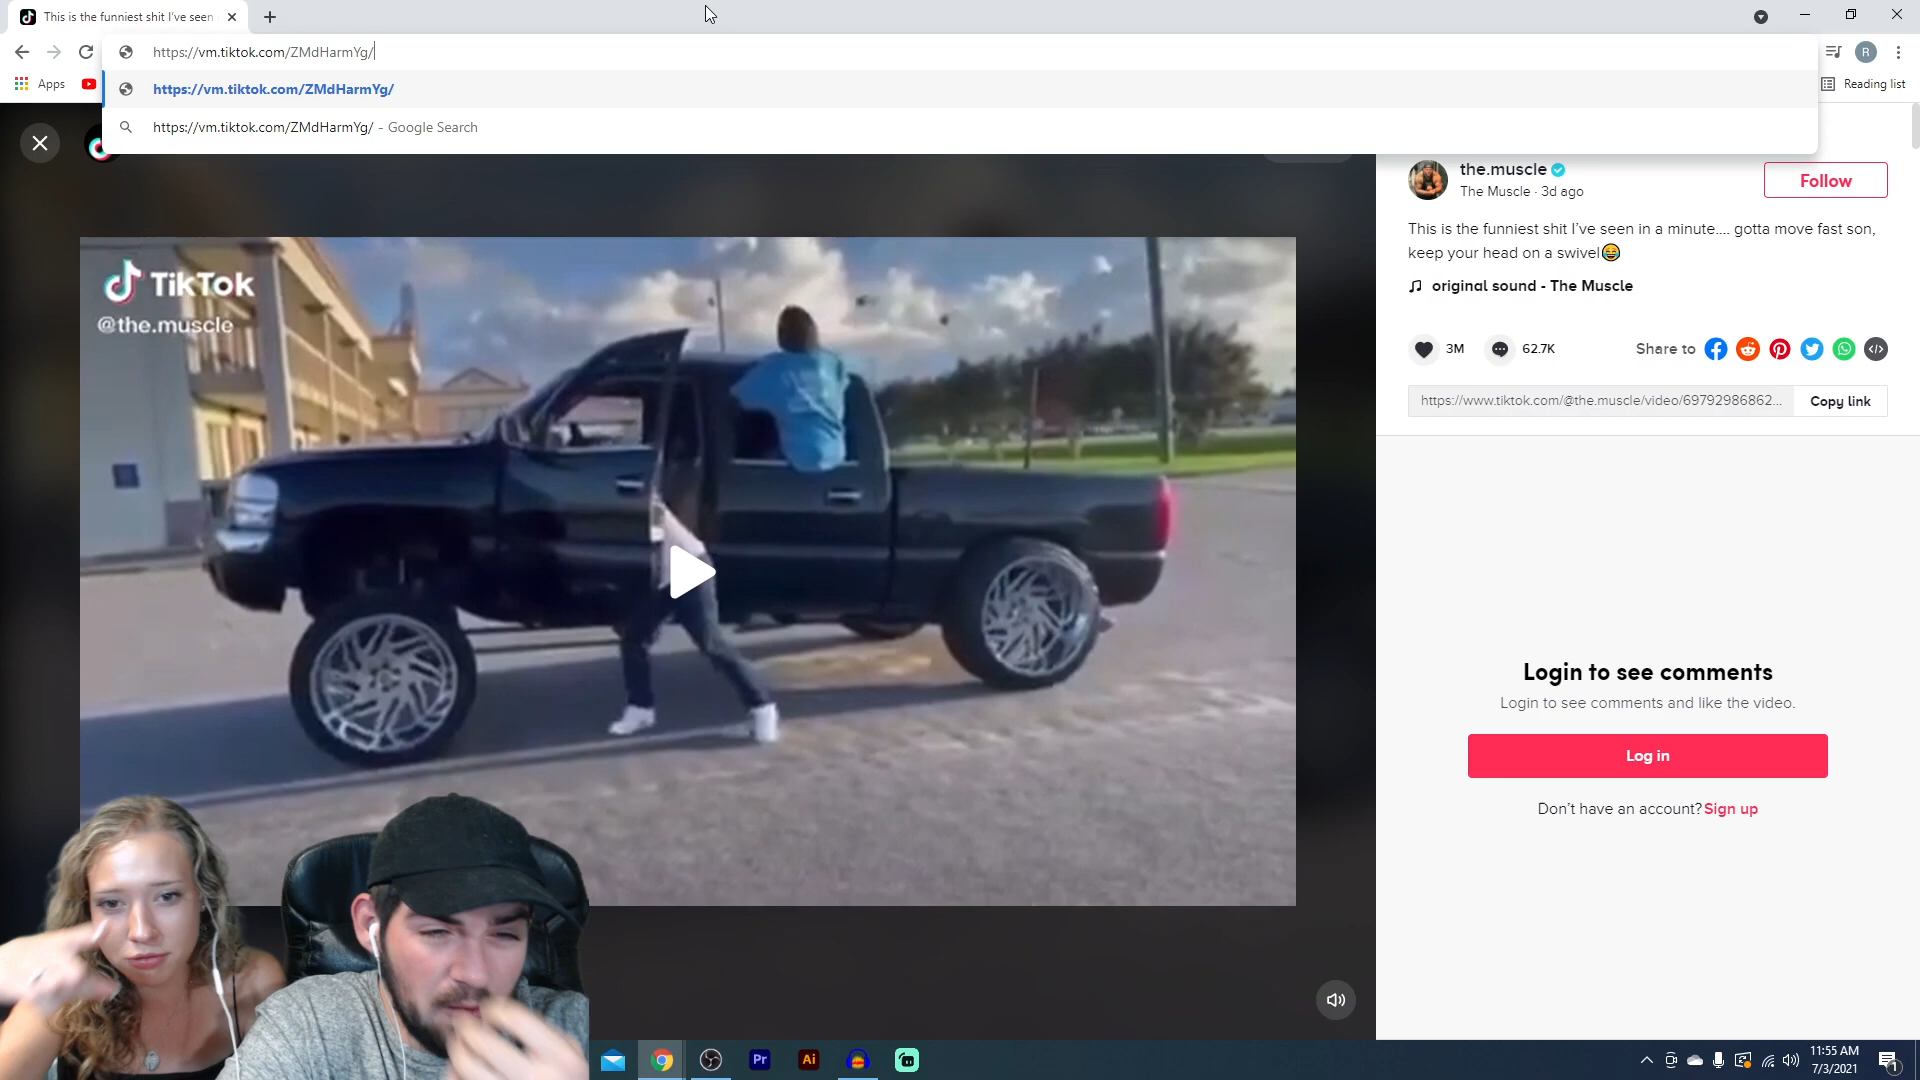 This is the funniest shit I've seen
https://vm.tiktok.com/ZMdHarmYg/
R
Apps
https://vm.tiktok.com/ZMdHarmYg/
Reading list
https://vm.tiktok.com/ZMdHarmYg/ - Google Search
the.muscle
The Muscle · 3d ago
Follow
This is the funniest shit I've seen in a minute.... gotta move fast son,
keep your head on a swivel😂
original sound - The Muscle
TikTok
@the.muscle
3M
62.7K
Share to
https://www.tiktok.com/@the.muscle/video/69792986862...
Copy link
Login to see comments
Login to see comments and like the video.
Log in
Don't have an account? Sign up
Pr
Ai
11:55 AM
7/3/2021
1